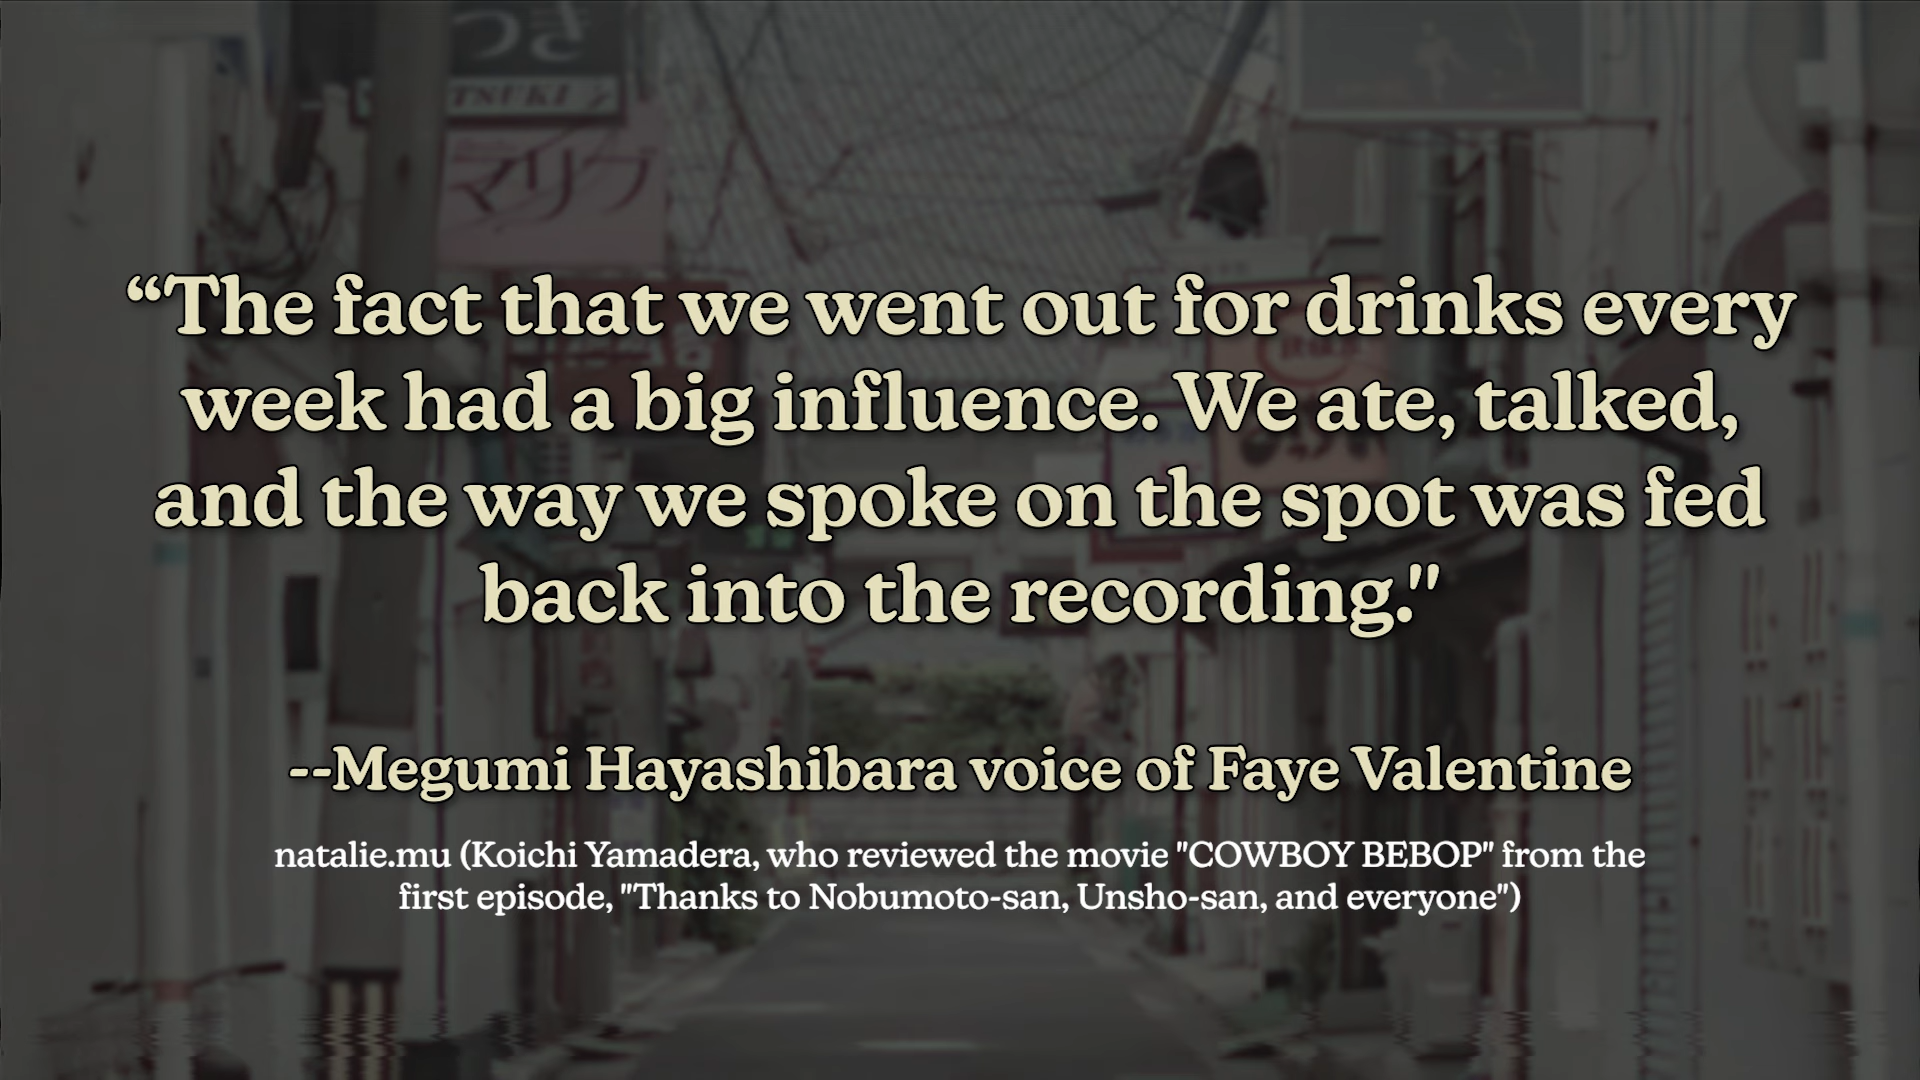 つき
TSUKI
マリブ
“The fact that we went out for drinks every
week had a big influence. We ate, talked,
and the way we spoke on the spot was fed
back into the recording."
--Megumi Hayashibara voice of Faye Valentine
natalie.mu (Koichi Yamadera, who reviewed the movie "COWBOY BEBOP" from the
first episode, "Thanks to Nobumoto-san, Unsho-san, and everyone")